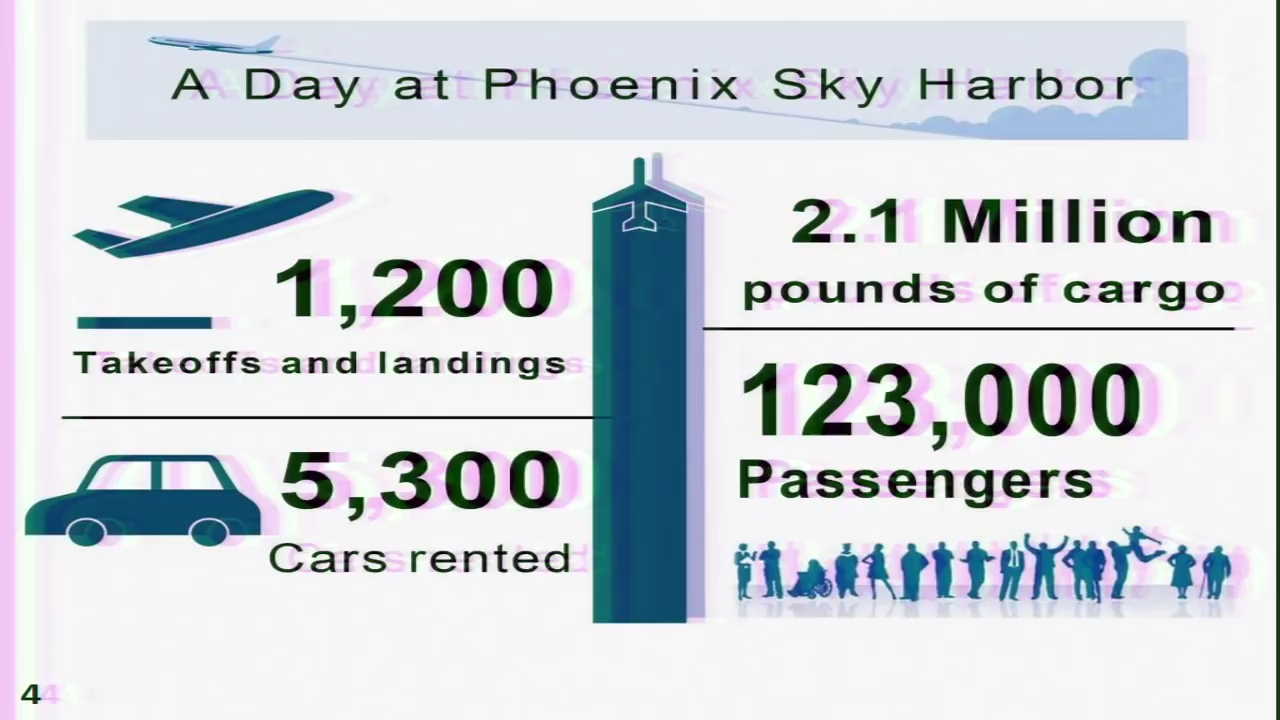 A Day at Phoenix Sky Harbor
1,200
Takeoffs and landings
5,300
Cars rented
2.1 Million
pounds of cargo
123,000
Passengers
4